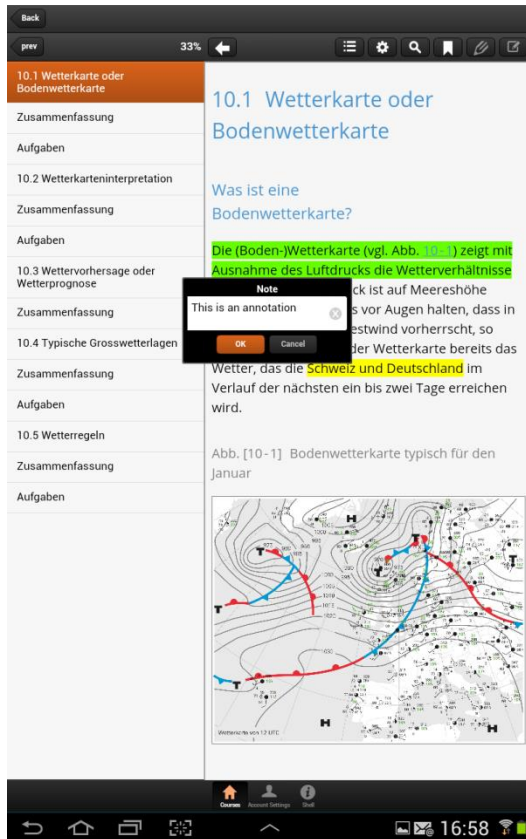 Back
prev
33%
10.1 Wetterkarte oder
Bodenwetterkarte
Zusammenfassung
Aufgaben
10.2 Wetterkarteninterpretation
Zusammenfassung
Aufgaben
10.3 Wettervorhersage oder
Wetterprognose
Zusammenfassung
10.4 Typische Grosswetterlagen
Zusammenfassung
Aufgaben
10.5 Wetterregeln
Zusammenfassung
Aufgaben
10.1 Wetterkarte oder
Bodenwetterkarte
Was ist eine
Bodenwetterkarte?
Die (Boden-)Wetterkarte (vgl. Abb. 10-1) zeigt mit
Ausnahme des Luftdrucks die Wetterverhältnisse
ck ist auf Meereshöhe
s vor Augen halten, dass in
estwind vorherrscht, so
der Wetterkarte bereits das
Wetter, das die Schweiz und Deutschland im
Verlauf der nächsten ein bis zwei Tage erreichen
wird.
Note
This is an annotation
OK
Cancel
Abb. [10-1] Bodenwetterkarte typisch für den
Januar
H
T
T
T
T
T
H
H
Wetterkarte von 12 UTC
Courses
Account Settings
Shelf
16:58